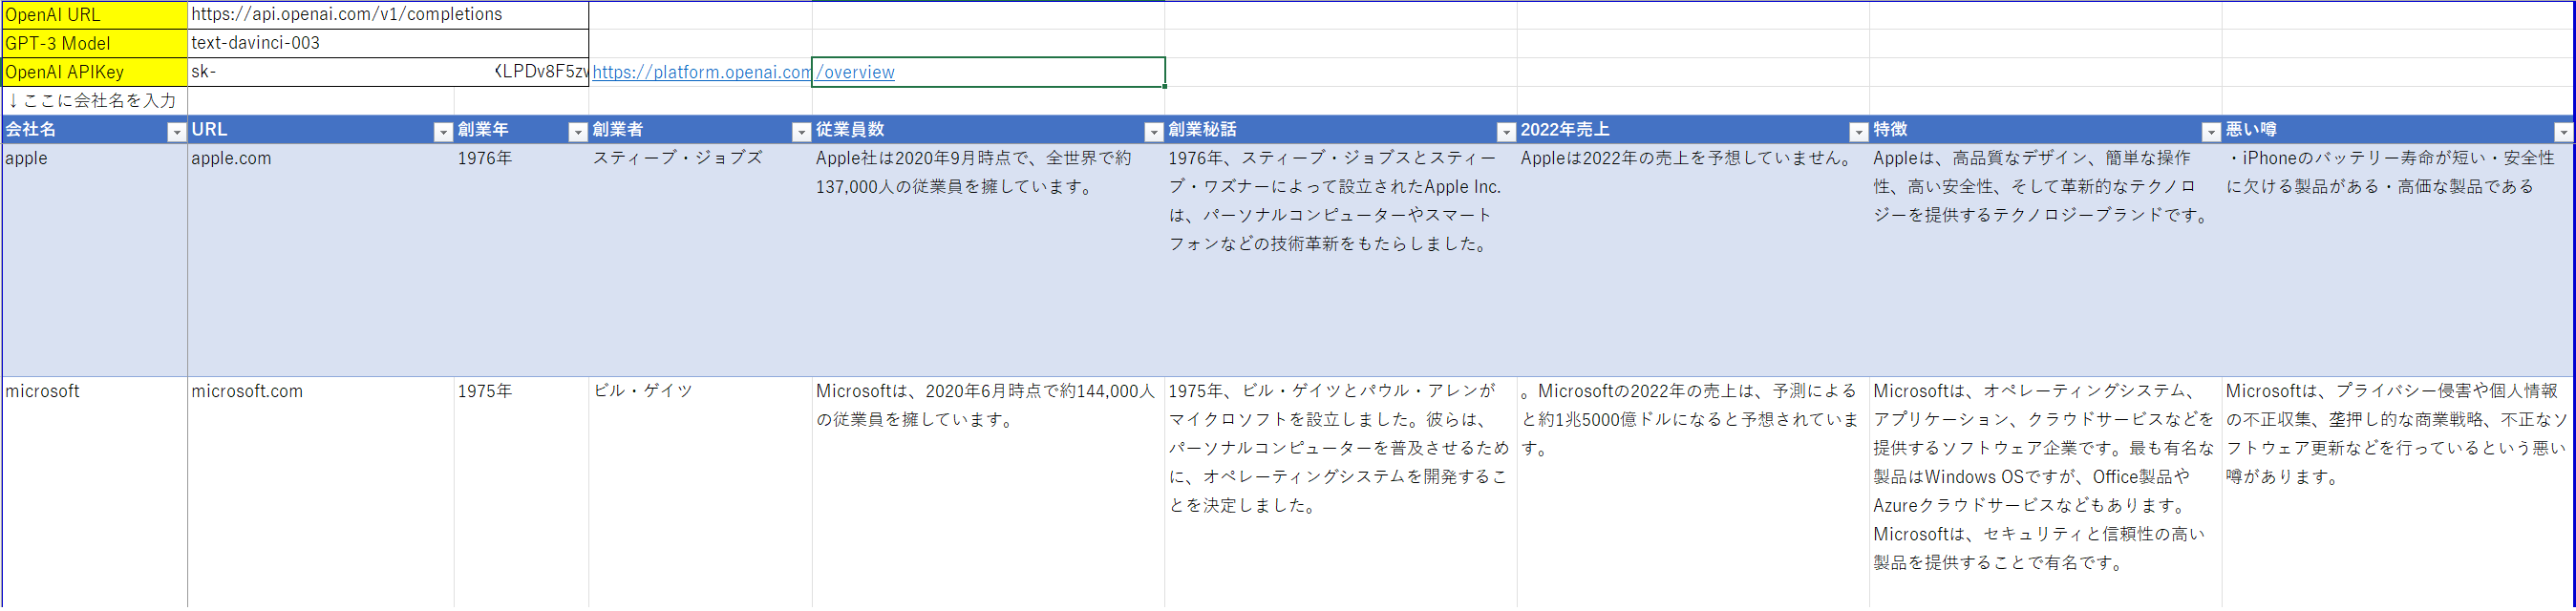 OpenAI URL https://api.openai.com/v1/completions
GPT-3 Model text-davinci-003
OpenAI APIKey sk- LPDv8F5zv https://platform.openai.com/overview
↓ここに会社名を入力
会社名 URL 創業年 創業者 従業員数 創業秘話 2022年売上 特徴 悪い噂
apple
apple.com
1976年
スティーブ・ジョブズ
Apple社は2020年9月時点で、全世界で約
137,000人の従業員を擁しています。
1976年、スティーブ・ジョブスとスティー
ブ・ワズナーによって設立されたApple Inc.
は、パーソナルコンピューターやスマート
フォンなどの技術革新をもたらしました。
Appleは2022年の売上を予想していません。
Appleは、高品質なデザイン、簡単な操作
性、高い安全性、そして革新的なテクノロ
ジーを提供するテクノロジーブランドです。
・iPhoneのバッテリー寿命が短い・安全性
に欠ける製品がある・高価な製品である
microsoft
microsoft.com
1975年
ビル・ゲイツ
Microsoftは、2020年6月時点で約144,000人
の従業員を擁しています。
1975年、ビル・ゲイツとパウル・アレンが
マイクロソフトを設立しました。彼らは、
パーソナルコンピューターを普及させるため
に、オペレーティングシステムを開発するこ
とを決定しました。
。Microsoftの2022年の売上は、予測による
と約1兆5000億ドルになると予想されていま
す。
Microsoftは、オペレーティングシステム、
アプリケーション、クラウドサービスなどを
提供するソフトウェア企業です。最も有名な
製品はWindows OSですが、Office製品や
Azureクラウドサービスなどもあります。
Microsoftは、セキュリティと信頼性の高い
製品を提供することで有名です。
Microsoftは、プライバシー侵害や個人情報
の不正収集、垄押し的な商業戦略、不正なソ
フトウェア更新などを行っているという悪い
噂があります。